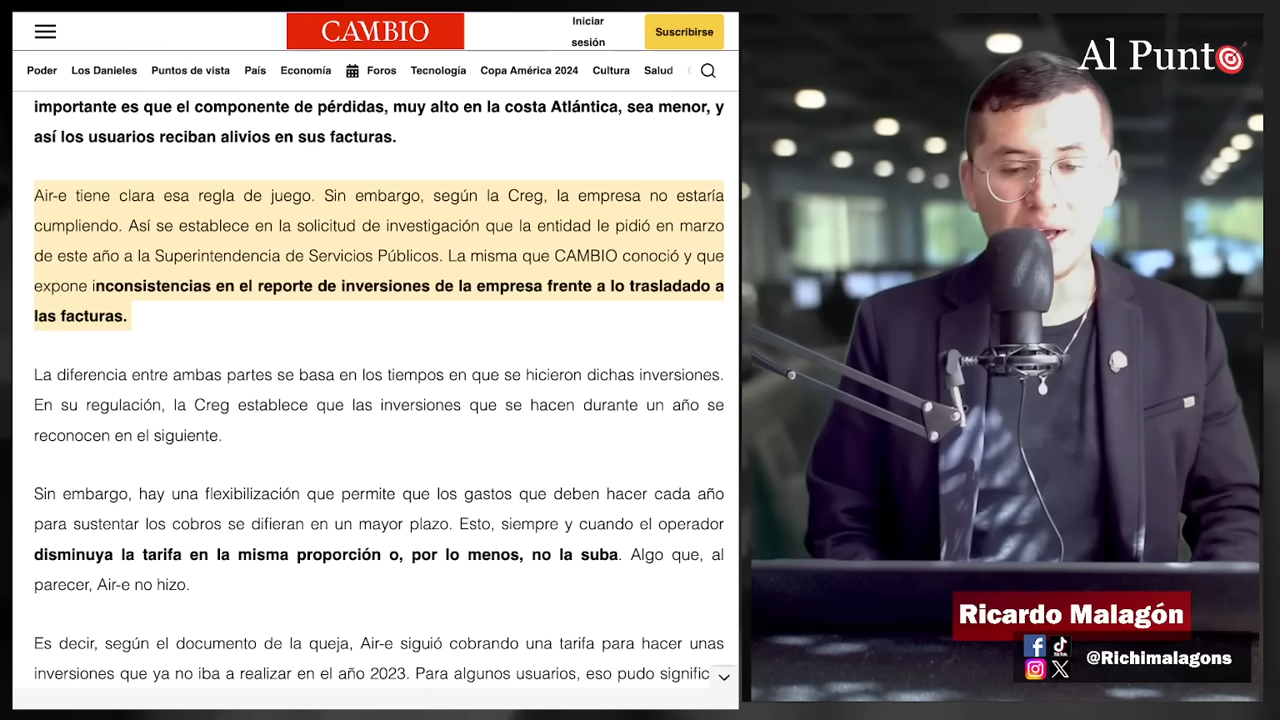 CAMBIO
Iniciar
sesión
Suscribirse
Poder Los Danieles Puntos de vista País Economía Foros Tecnología Copa América 2024 Cultura Salud
importante es que el componente de pérdidas, muy alto en la costa Atlántica, sea menor, y
así los usuarios reciban alivios en sus facturas.
Air-e tiene clara esa regla de juego. Sin embargo, según la Creg, la empresa no estaría
cumpliendo. Así se establece en la solicitud de investigación que la entidad le pidió en marzo
de este año a la Superintendencia de Servicios Públicos. La misma que CAMBIO conoció y que
expone inconsistencias en el reporte de inversiones de la empresa frente a lo trasladado a
las facturas.
La diferencia entre ambas partes se basa en los tiempos en que se hicieron dichas inversiones.
En su regulación, la Creg establece que las inversiones que se hacen durante un año se
reconocen en el siguiente.
Sin embargo, hay una flexibilización que permite que los gastos que deben hacer cada año
para sustentar los cobros se difieran en un mayor plazo. Esto, siempre y cuando el operador
disminuya la tarifa en la misma proporción o, por lo menos, no la suba. Algo que, al
parecer, Air-e no hizo.
Es decir, según el documento de la queja, Air-e siguió cobrando una tarifa para hacer unas
inversiones que ya no iba a realizar en el año 2023. Para algunos usuarios, eso pudo signific
Al Punt
Ricardo Malagón
@Richimalagons